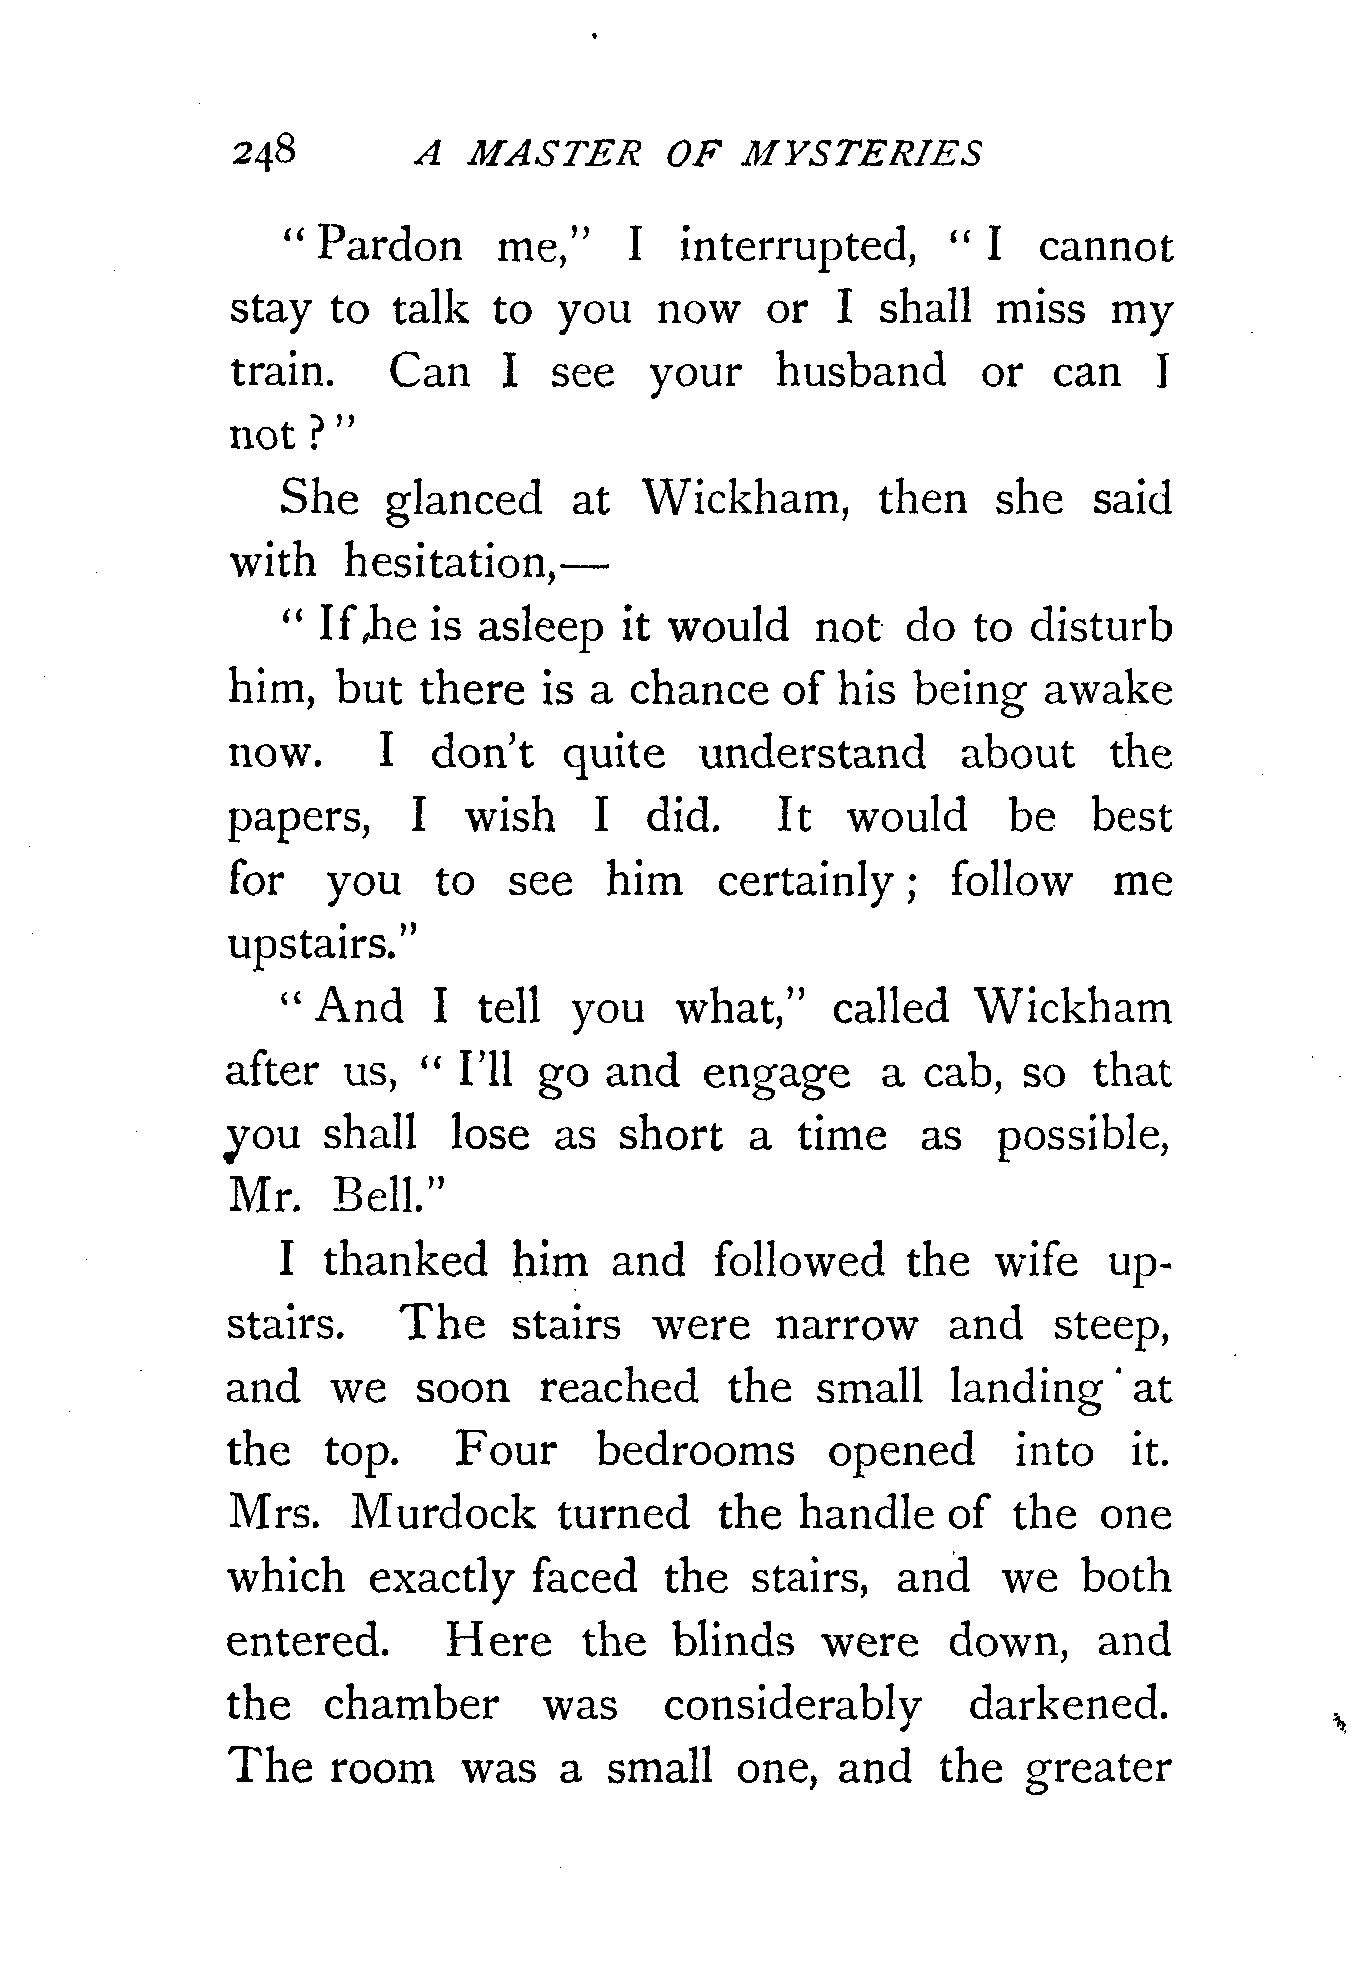 248 A MASTER OF MYSTERIES
“Pardon me,” I interrupted, “I cannot
stay to talk to you now or I shall miss my
train. Can I see your husband or can I
not?”
She glanced at Wickham, then she said
with hesitation,—
“If he is asleep it would not do to disturb
him, but there is a chance of his being awake
now. I don’t quite understand about the
papers, I wish I did. It would be best
for you to see him certainly; follow me
upstairs.”
“And I tell you what,” called Wickham
after us, “I’ll go and engage a cab, so that
you shall lose as short a time as possible,
Mr. Bell.”
I thanked him and followed the wife up-
stairs. The stairs were narrow and steep,
and we soon reached the small landing at
the top. Four bedrooms opened into it.
Mrs. Murdock turned the handle of the one
which exactly faced the stairs, and we both
entered. Here the blinds were down, and
the chamber was considerably darkened.
The room was a small one, and the greater